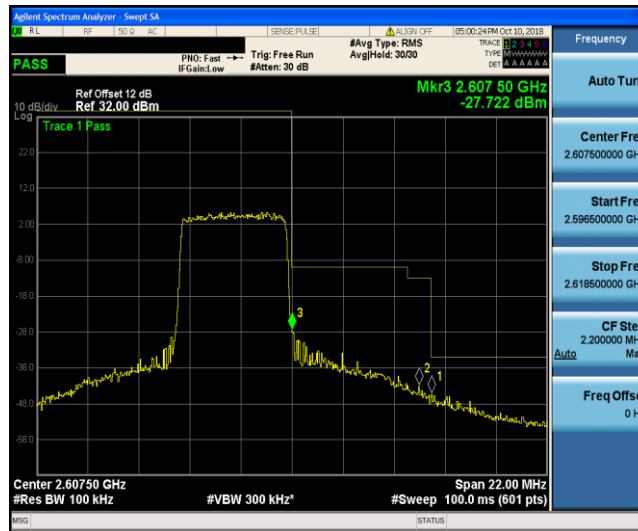 Agilent Spectrum Analyzer - Swept SA
RL RF 50 Ω AC SENSE:PULSE ALIGN OFF 05:00:24 PM Oct 10, 2018
#Avg Type: RMS TRACE 1 2 3 4 5 6
PNO: Fast Trig: Free Run Avg|Hold: 30/30 TYPE M
PASS IFGain:Low #Atten: 30 dB DET A A A A A A
Mkr3 2.607 50 GHz
Ref Offset 12 dB
10 dB/div Ref 32.00 dBm -27.722 dBm
Log
Trace 1 Pass
22.0
12.0
2.00
-8.00
-18.0
-28.0
-38.0
-48.0
-58.0
3
2
1
Center 2.60750 GHz Span 22.00 MHz
#Res BW 100 kHz #VBW 300 kHz* #Sweep 100.0 ms (601 pts)
MSG STATUS
Frequency
Auto Tun
Center Fre
2.607500000 GH
Start Fre
2.596500000 GH
Stop Fre
2.618500000 GH
CF Ste
2.200000 MH
Auto Ma
Freq Offse
0 H